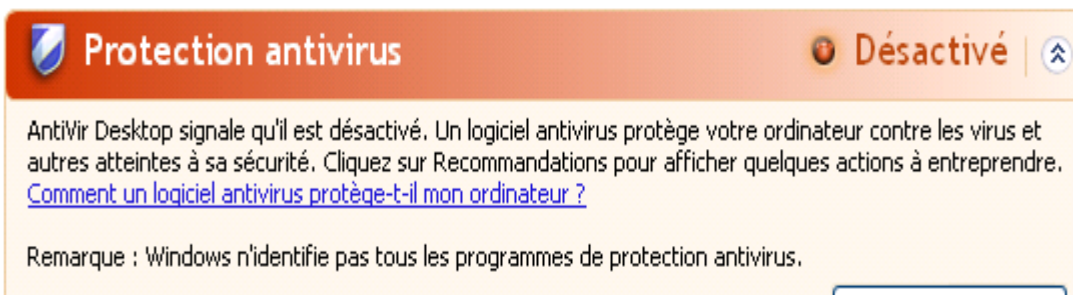 Protection antivirus Désactivé
AntiVir Desktop signale qu'il est désactivé. Un logiciel antivirus protège votre ordinateur contre les virus et
autres atteintes à sa sécurité. Cliquez sur Recommandations pour afficher quelques actions à entreprendre.
Comment un logiciel antivirus protège-t-il mon ordinateur ?
Remarque : Windows n'identifie pas tous les programmes de protection antivirus.